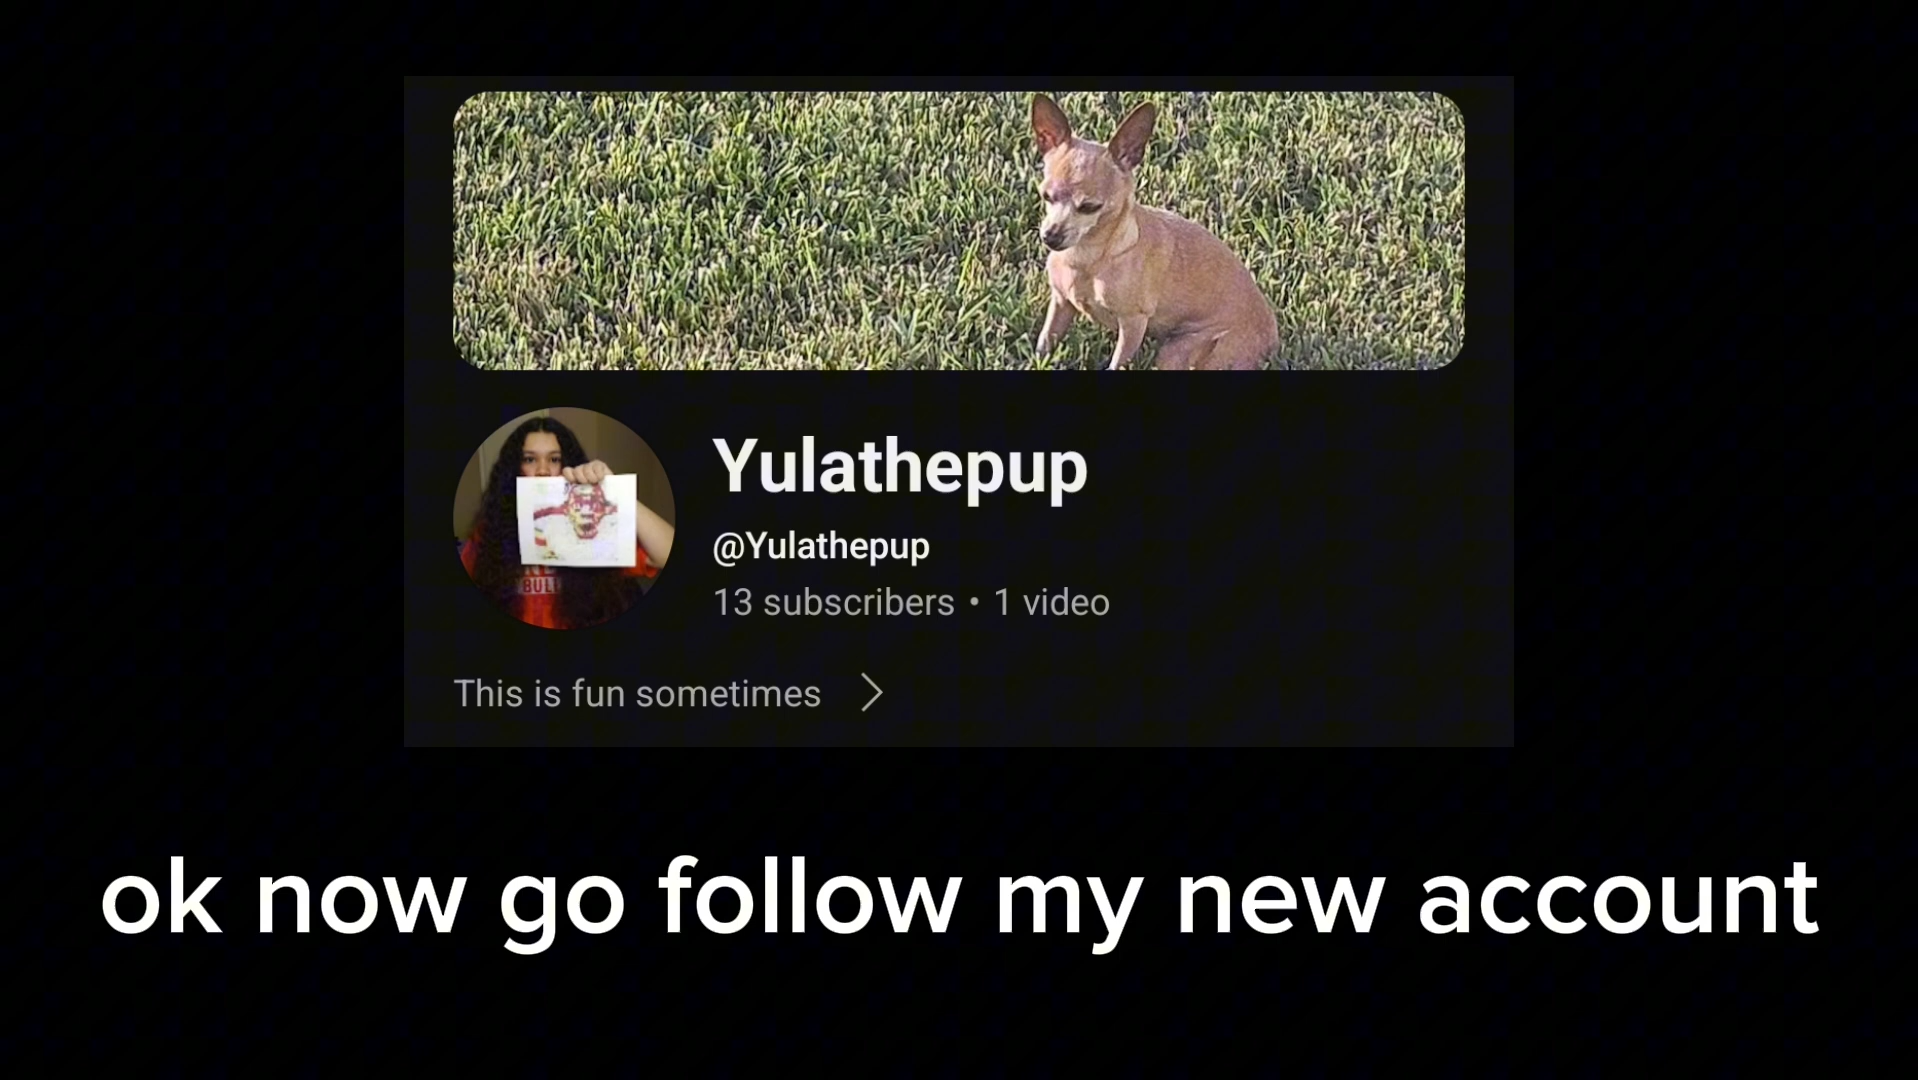 Yulathepup
@Yulathepup
13 subscribers • 1 video
This is fun sometimes
ok now go follow my new account